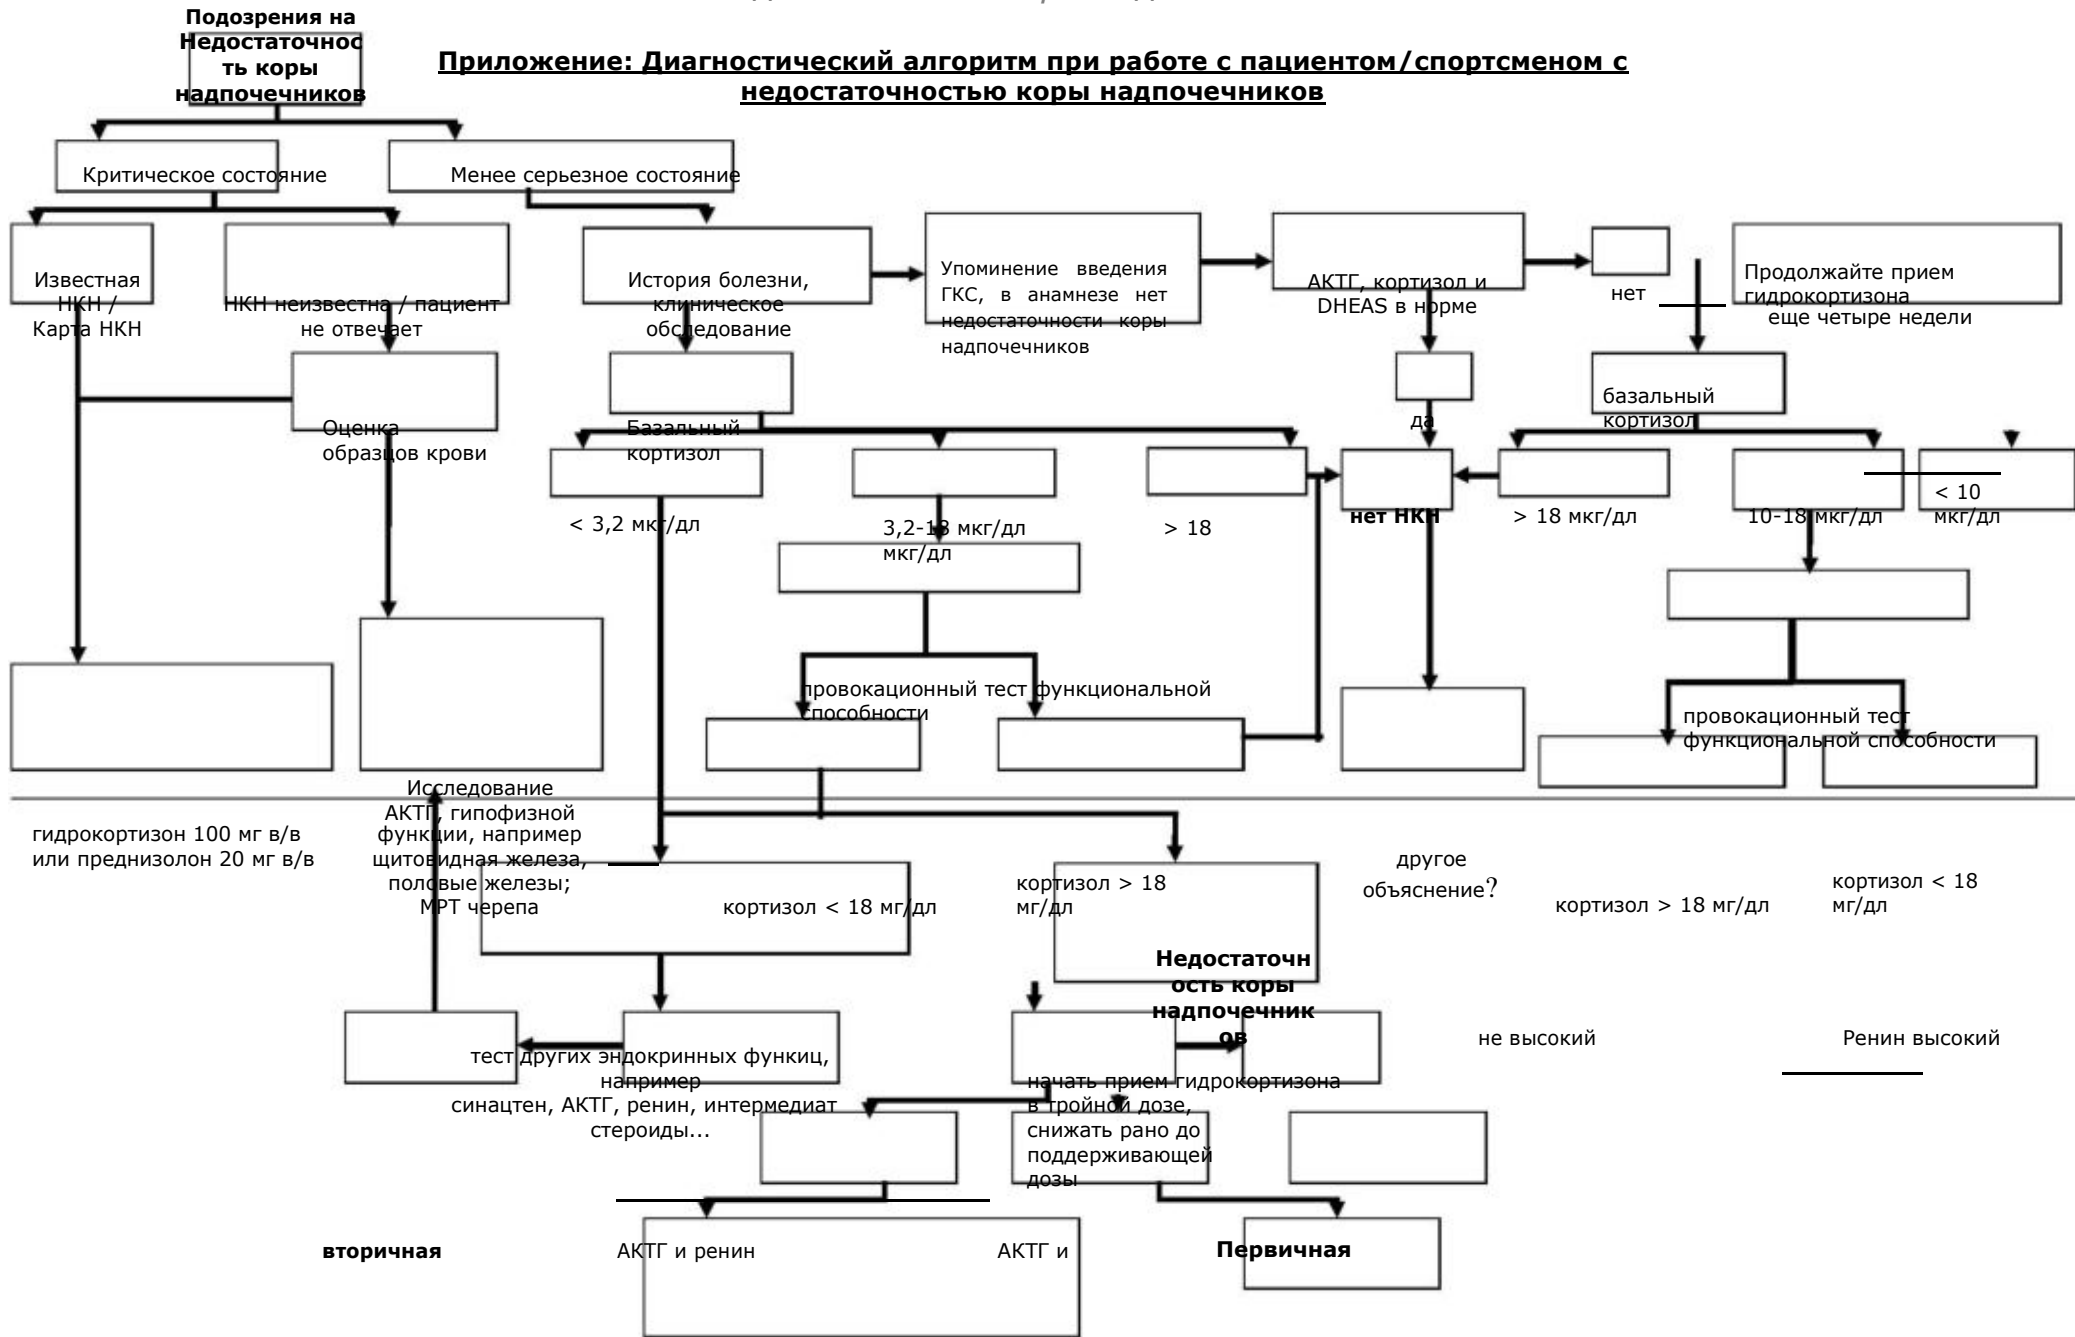 Подозрения на
Недостаточнос
ть коры
надпочечников
Приложение: Диагностический алгоритм при работе с пациентом/спортсменом с
недостаточностью коры надпочечников
Критическое состояние
Менее серьезное состояние
Известная
НКН /
Карта НКН
НКН неизвестна / пациент
не отвечает
История болезни,
клиническое
обследование
Упоминение введения
ГКС, в анамнезе нет
недостаточности коры
надпочечников
АКТГ, кортизол и
DHEAS в норме
нет
Продолжайте прием
гидрокортизона
еще четыре недели
Оценка
образцов крови
Базальный
кортизол
да
базальный
кортизол
< 3,2 мкг/дл
3,2-18 мкг/дл
мкг/дл
> 18
нет НКН
> 18 мкг/дл
10-18 мкг/дл
< 10
мкг/дл
провокационный тест функциональной
способности
провокационный тест
функциональной способности
гидрокортизон 100 мг в/в
или преднизолон 20 мг в/в
Исследование
АКТГ, гипофизной
функции, например
щитовидная железа,
половые железы;
МРТ черепа
кортизол < 18 мг/дл
кортизол > 18
мг/дл
другое
объяснение?
кортизол > 18 мг/дл
кортизол < 18
мг/дл
Недостаточн
ость коры
надпочечник
ов
тест других эндокринных функиц,
например
синацтен, АКТГ, ренин, интермедиат
стероиды...
начать прием гидрокортизона
в тройной дозе,
снижать рано до
поддерживающей
дозы
не высокий
Ренин высокий
вторичная
АКТГ и ренин
АКТГ и
Первичная